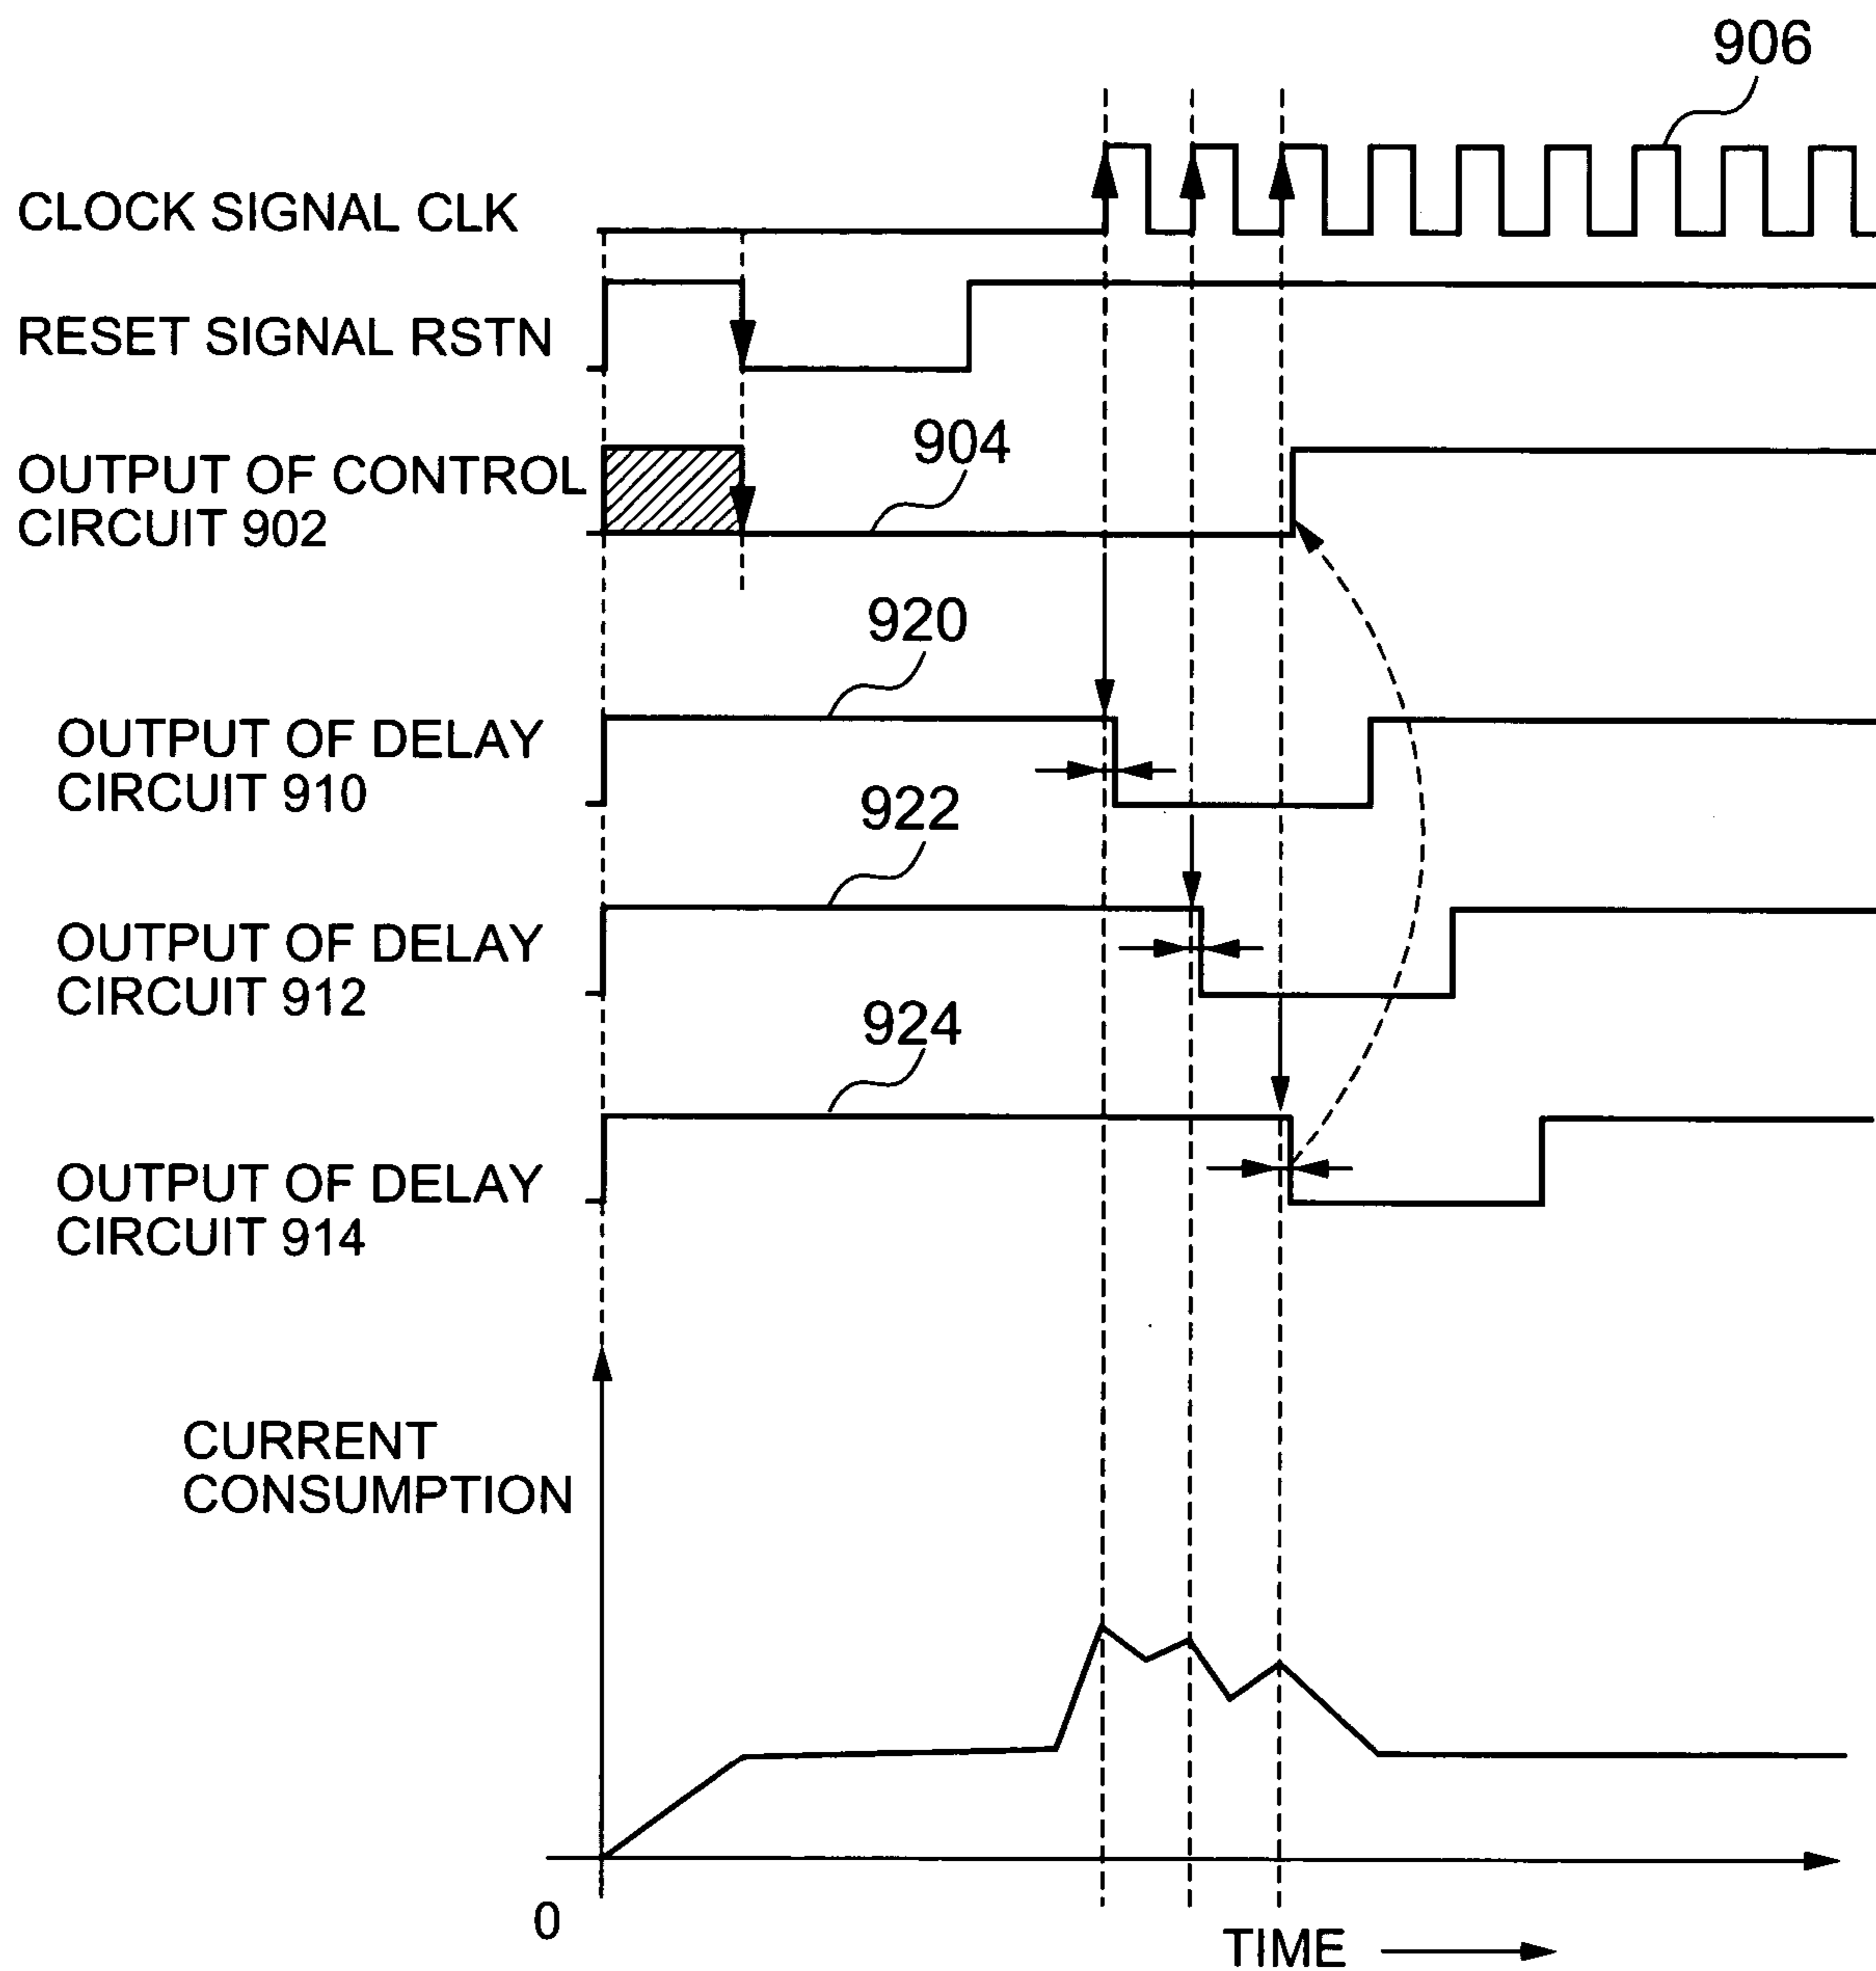 906
CLOCK SIGNAL CLK
RESET SIGNAL RSTN
904
OUTPUT OF CONTROL
CIRCUIT 902
920
OUTPUT OF DELAY
CIRCUIT 910
922
OUTPUT OF DELAY
CIRCUIT 912
924
OUTPUT OF DELAY
CIRCUIT 914
CURRENT
CONSUMPTION
0
TIME